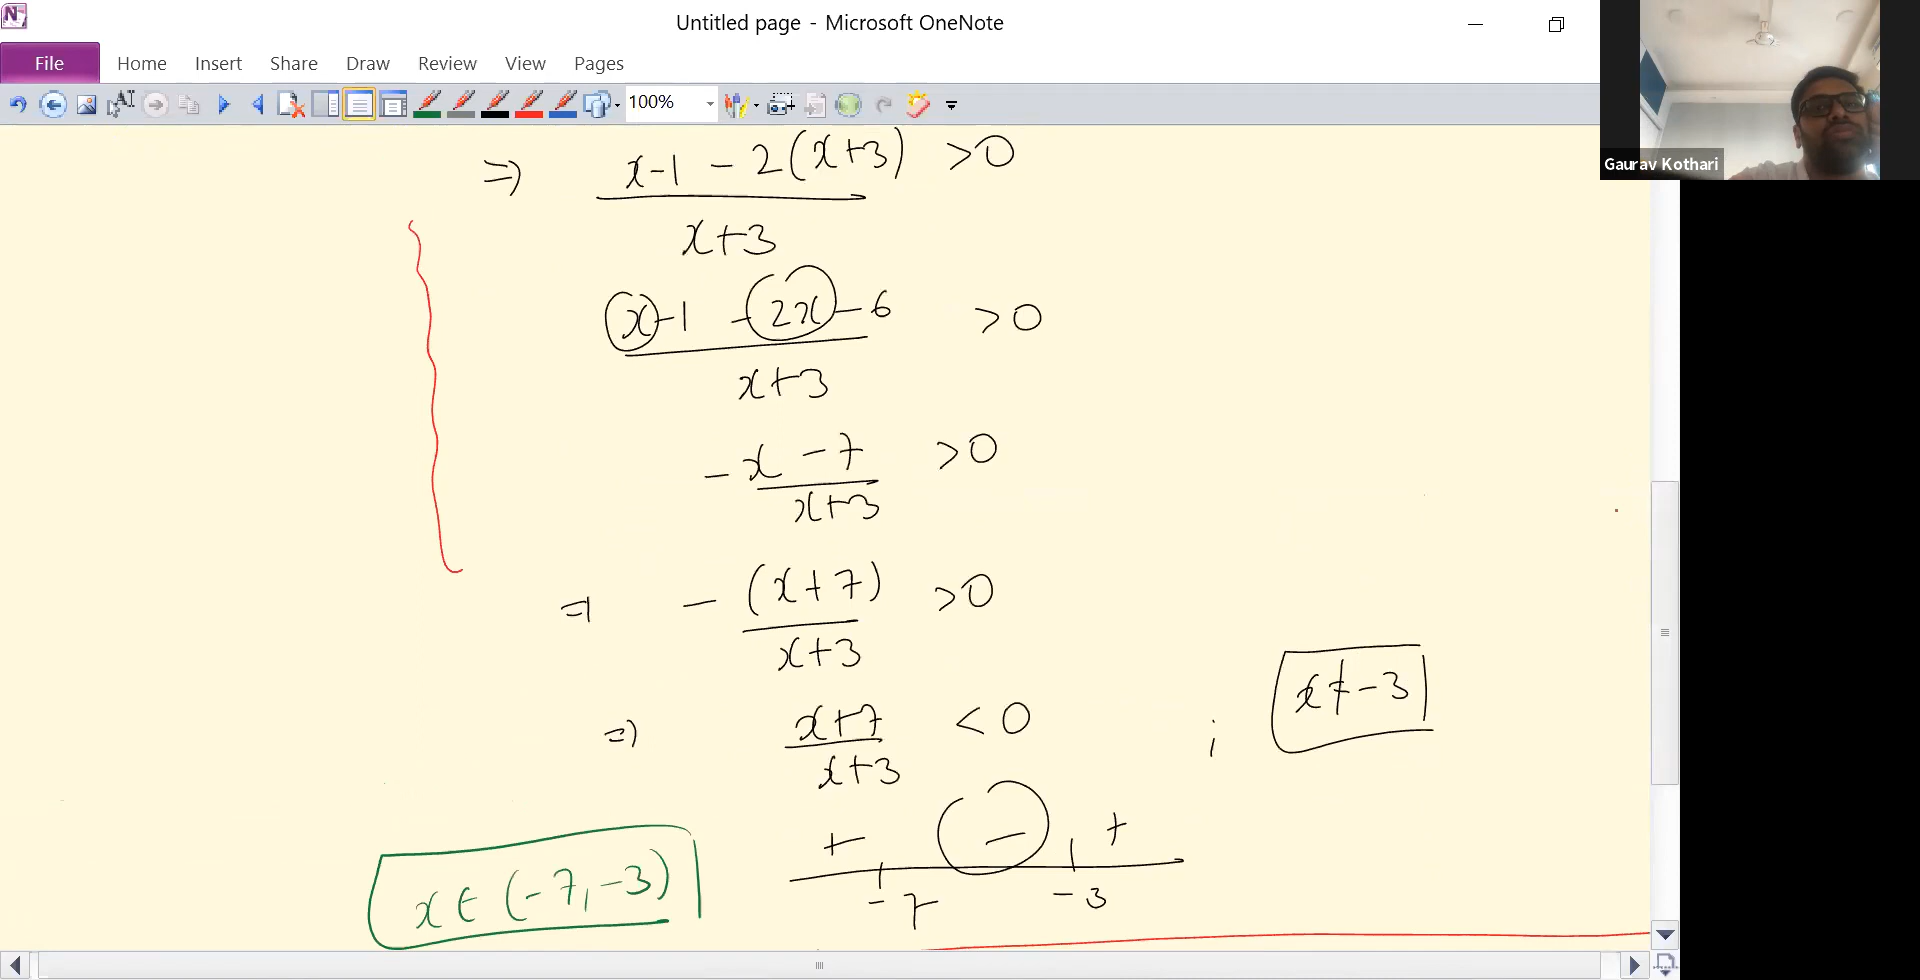 Untitled page - Microsoft OneNote
File Home Insert Share Draw Review View Pages
100%
Gaurav Kothari
⇒ x-1 - 2(x+3) >0
x+3
x-1 - 2x - 6 >0
x+3
-x - 7 >0
x+3
⇒ - (x+7) >0
x+3
⇒ x+7 < 0 ; x ≠ -3
x+3
+ - +
-7 -3
x ∈ (-7, -3)